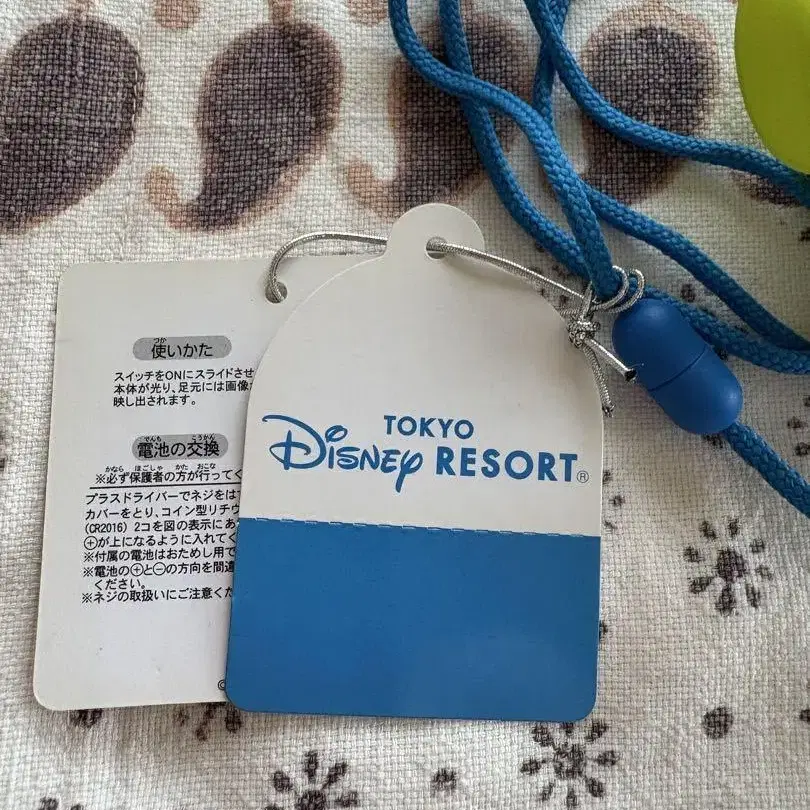 使いかた
スイッチをONにスライドさせ
本体が光り、足元には画像が
映し出されます。
電池の交換
※必ず保護者の方が行ってく
プラスドライバーでネジをはず
カバーをとり、コイン型リチウ
(CR2016) 2コを図の表示にあ
⊕が上になるように入れてく
※付属の電池はおためし用で
※電池の⊕と⊖の方向を間違
ください。
※ネジの取扱いにご注意くだ
©
TOKYO
Disney RESORT®